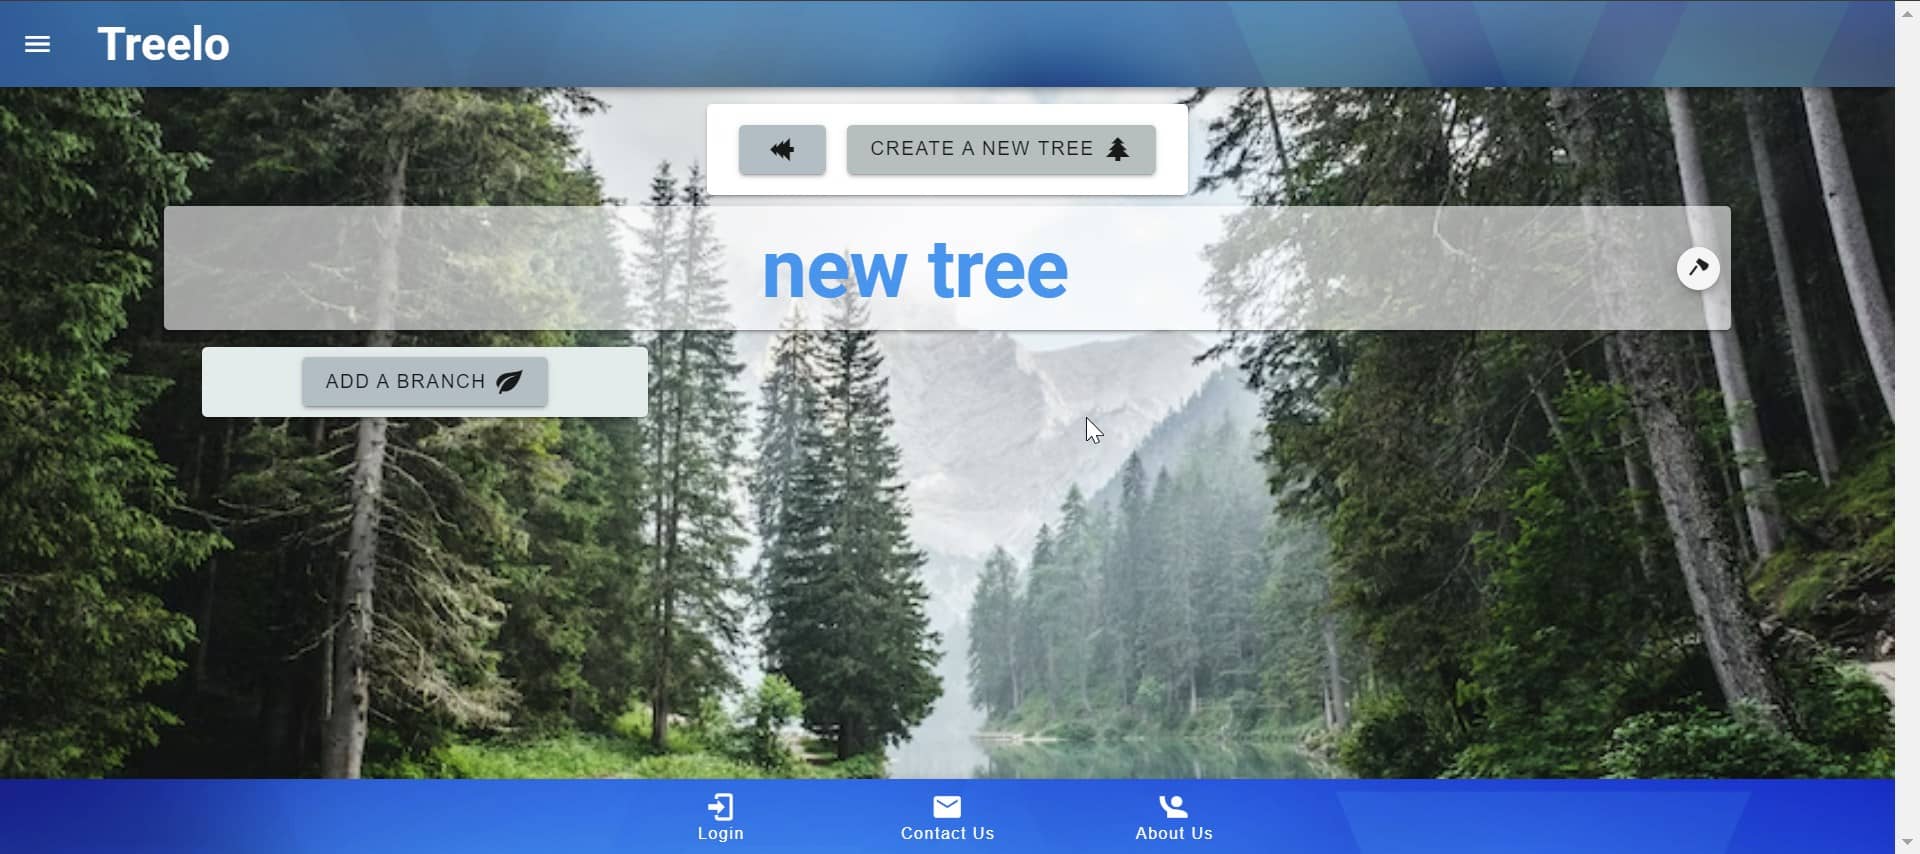 Treelo
CREATE A NEW TREE
new tree
ADD A BRANCH
Login
Contact Us
About Us